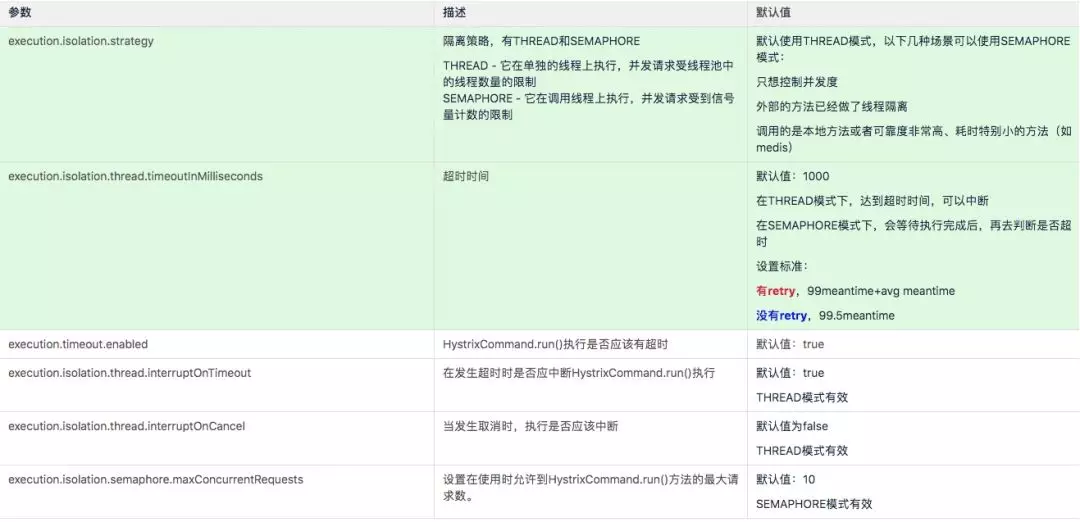 参数 描述 默认值
execution.isolation.strategy
隔离策略，有THREAD和SEMAPHORE
THREAD - 它在单独的线程上执行，并发请求受线程池中
的线程数量的限制
SEMAPHORE - 它在调用线程上执行，并发请求受到信号
量计数的限制
默认使用THREAD模式，以下几种场景可以使用SEMAPHORE
模式：
只想控制并发度
外部的方法已经做了线程隔离
调用的是本地方法或者可靠度非常高、耗时特别小的方法（如
medis）
execution.isolation.thread.timeoutInMilliseconds
超时时间
默认值：1000
在THREAD模式下，达到超时时间，可以中断
在SEMAPHORE模式下，会等待执行完成后，再去判断是否超
时
设置标准：
有retry，99meantime+avg meantime
没有retry，99.5meantime
execution.timeout.enabled
HystrixCommand.run()执行是否应该有超时
默认值：true
execution.isolation.thread.interruptOnTimeout
在发生超时时是否应中断HystrixCommand.run()执行
默认值：true
THREAD模式有效
execution.isolation.thread.interruptOnCancel
当发生取消时，执行是否应该中断
默认值为false
THREAD模式有效
execution.isolation.semaphore.maxConcurrentRequests
设置在使用时允许到HystrixCommand.run()方法的最大请
求数。
默认值：10
SEMAPHORE模式有效